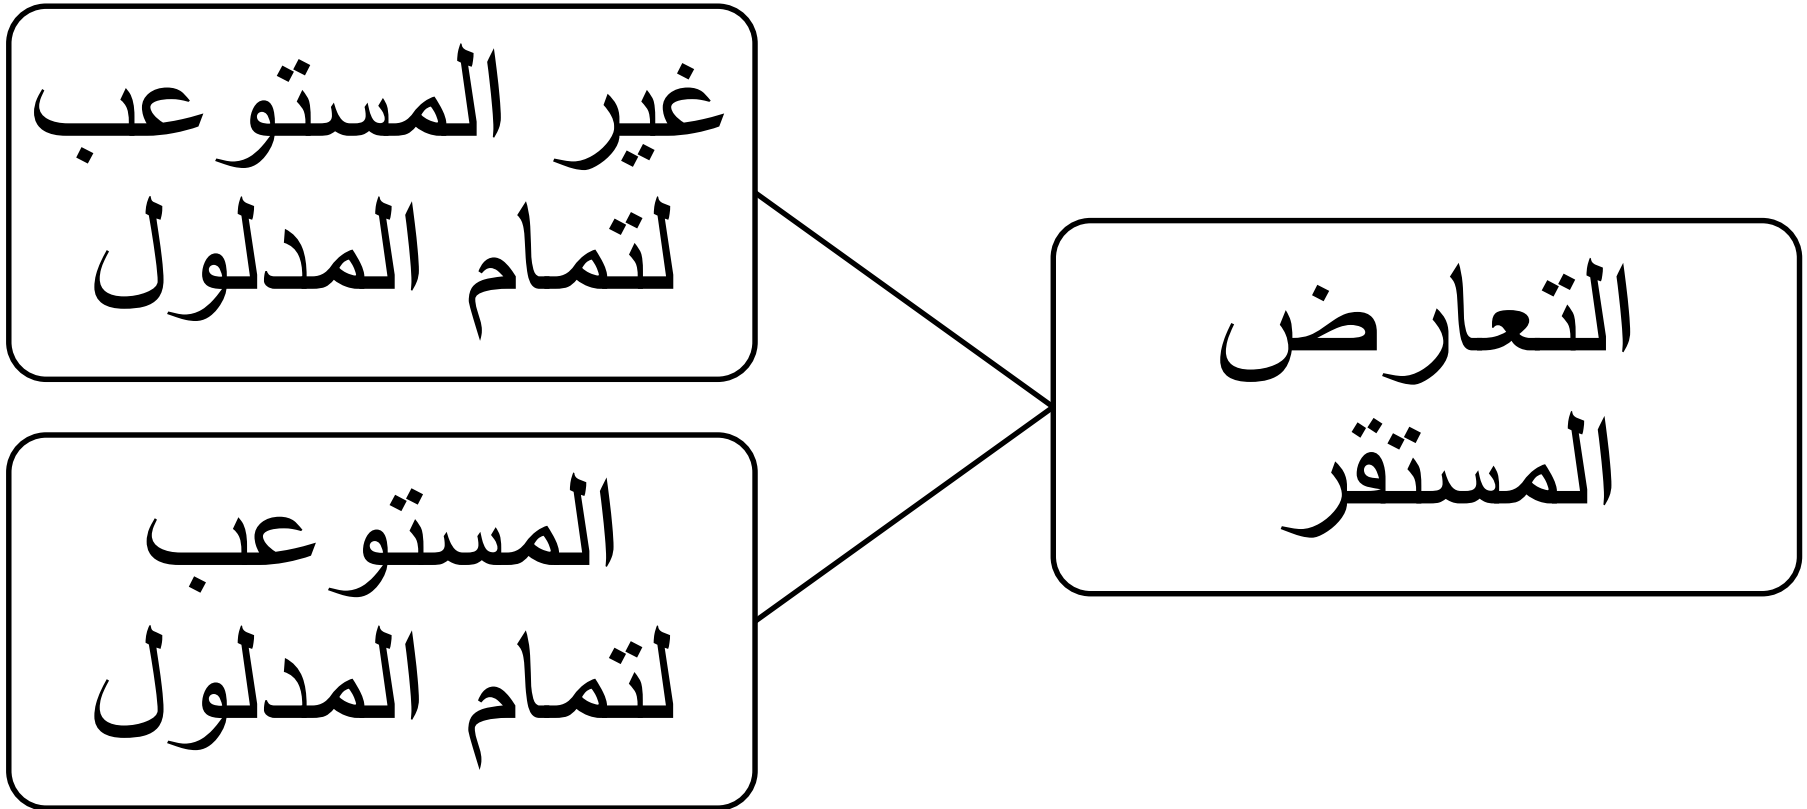 التعارض
المستقر
غير المستوعب
لتمام المدلول
المستوعب
لتمام المدلول